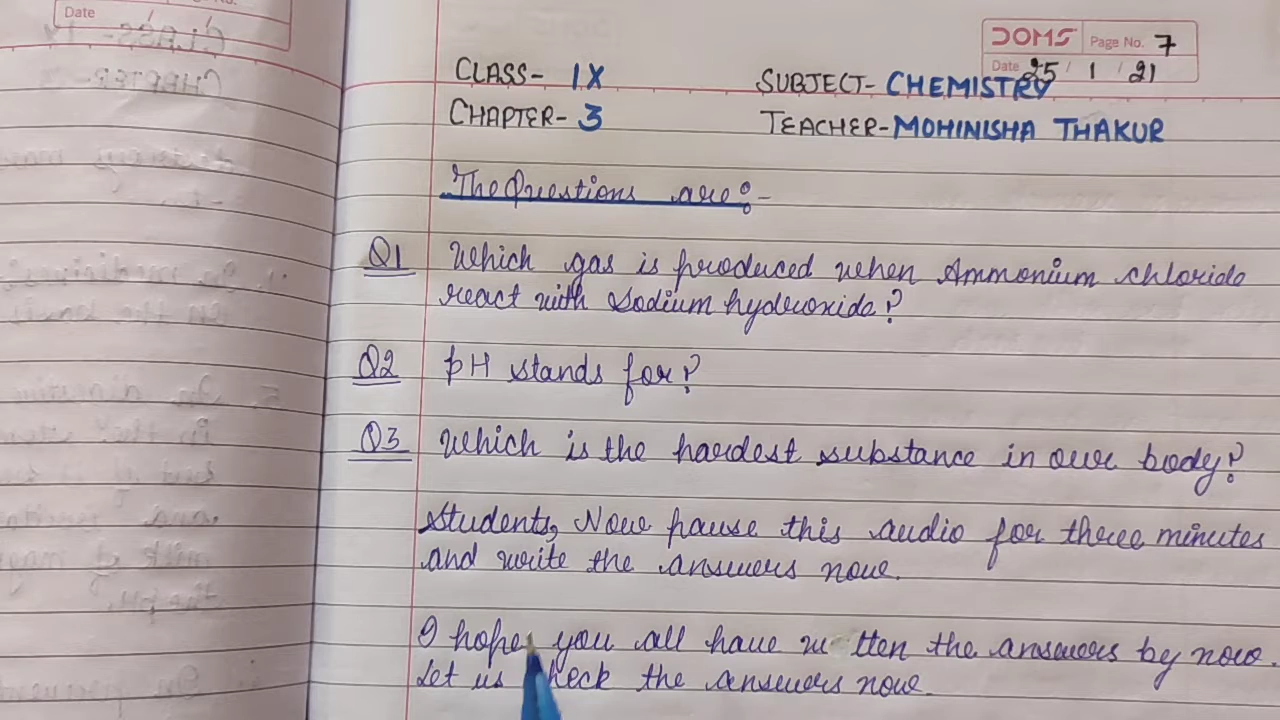 Date
CLASS- IX
CHAPTER- 3
DOMS Page No. 7
Date 25 / 1 / 21
SUBJECT- CHEMISTRY
TEACHER-MOHINISHA THAKUR
The Questions are:-
Q1 Which gas is produced when Ammonium chloride
react with Sodium hydroxide?
Q2 pH stands for?
Q3 Which is the hardest substance in our body?
Students, Now pause this audio for three minutes
and write the answers now.
I hope you all have the answers by now.
Let us the answers now.